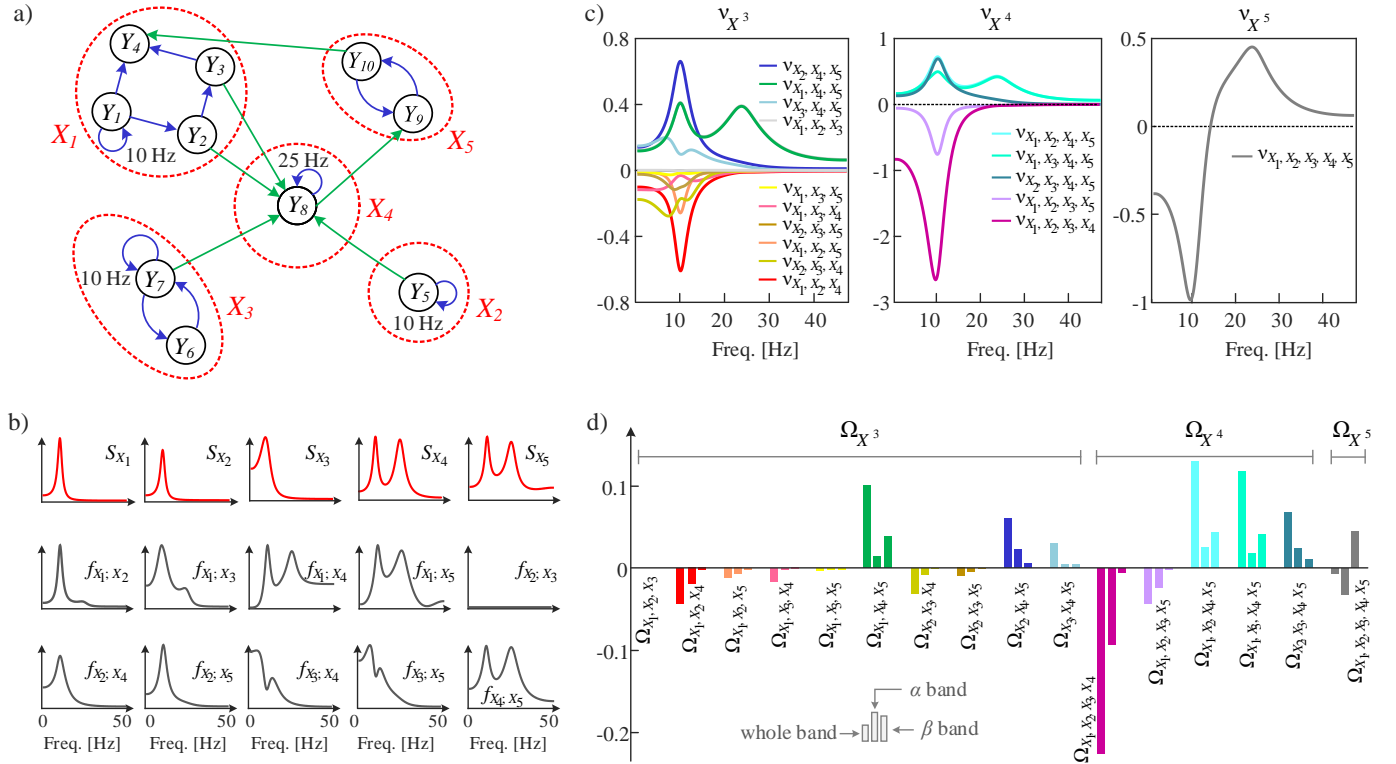 a)
Y4
Y3
Y1
Y2
10 Hz
X1
Y10
Y9
X5
25 Hz
Y8
X4
10 Hz
Y7
Y6
X3
Y5
10 Hz
X2
b)
SX1
SX2
SX3
SX4
SX5
fX1; X2
fX1; X3
fX1; X4
fX1; X5
fX2; X3
fX2; X4
fX2; X5
fX3; X4
fX3; X5
fX4; X5
0 50
0 50
0 50
0 50
0 50
Freq. [Hz]
Freq. [Hz]
Freq. [Hz]
Freq. [Hz]
Freq. [Hz]
c)
νX3
0.8
0.4
0
-0.4
-0.8
νX2, X4, X5
νX1, X4, X5
νX3, X4, X5
νX1, X2, X3
νX1, X3, X5
νX1, X3, X4
νX2, X3, X5
νX1, X2, X5
νX2, X3, X4
νX1, X2, X4
10 20 30 40
Freq. [Hz]
νX4
1
0
-1
-2
-3
νX1, X2, X4, X5
νX1, X3, X4, X5
νX2, X3, X4, X5
νX1, X2, X3, X5
νX1, X2, X3, X4
10 20 30 40
Freq. [Hz]
νX5
0.5
0
-0.5
-1
νX1, X2, X3, X4, X5
10 20 30 40
Freq. [Hz]
d)
ΩX3
ΩX4
ΩX5
0.1
0
-0.1
-0.2
ΩX1, X2, X3
ΩX1, X2, X4
ΩX1, X2, X5
ΩX1, X3, X4
ΩX1, X3, X5
ΩX1, X4, X5
ΩX2, X3, X4
ΩX2, X3, X5
ΩX2, X4, X5
ΩX3, X4, X5
ΩX1, X2, X3, X4
ΩX1, X2, X3, X5
ΩX1, X2, X4, X5
ΩX1, X3, X4, X5
ΩX2, X3, X4, X5
ΩX1, X2, X3, X4, X5
α band
whole band
β band